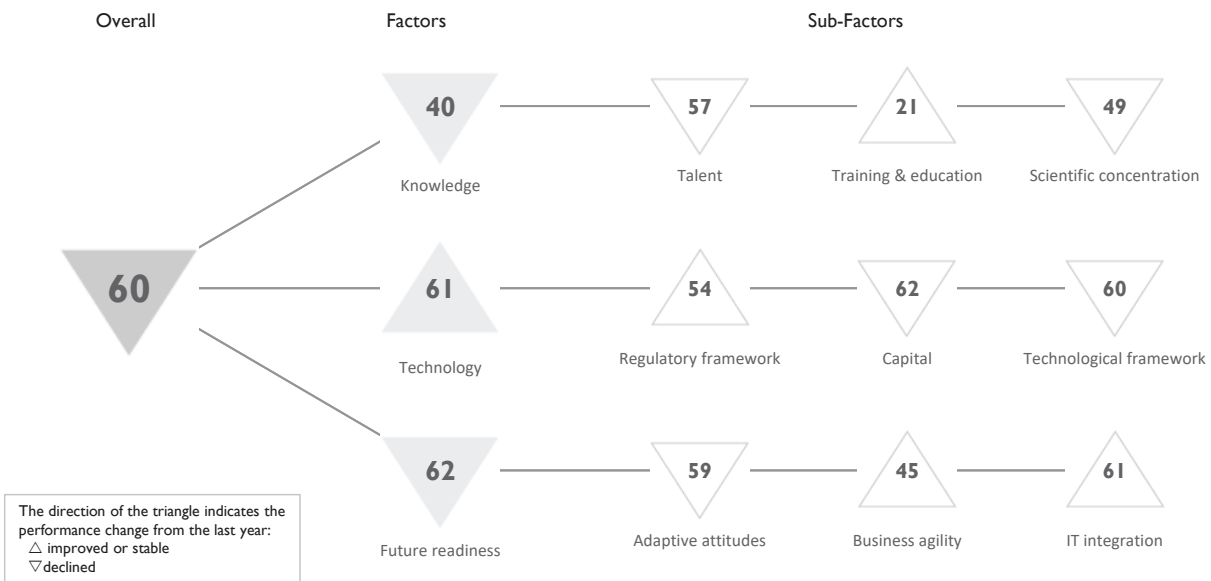 Overall Factors Sub-Factors
40 57 21 49
Knowledge Talent Training & education Scientific concentration
60 61 54 62 60
Technology Regulatory framework Capital Technological framework
62 59 45 61
Future readiness Adaptive attitudes Business agility IT integration
The direction of the triangle indicates the
performance change from the last year:
△ improved or stable
▽ declined